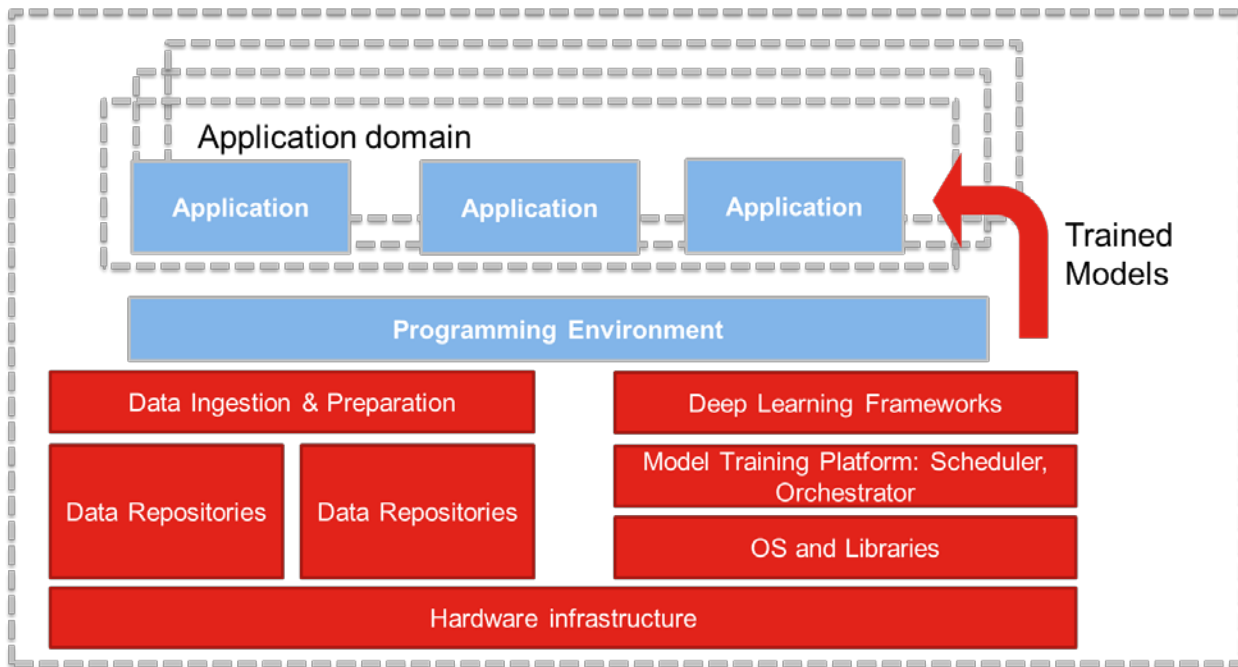 Application domain
Application
Application
Application
Trained
Models
Programming Environment
Data Ingestion & Preparation
Deep Learning Frameworks
Data Repositories
Data Repositories
Model Training Platform: Scheduler,
Orchestrator
OS and Libraries
Hardware infrastructure